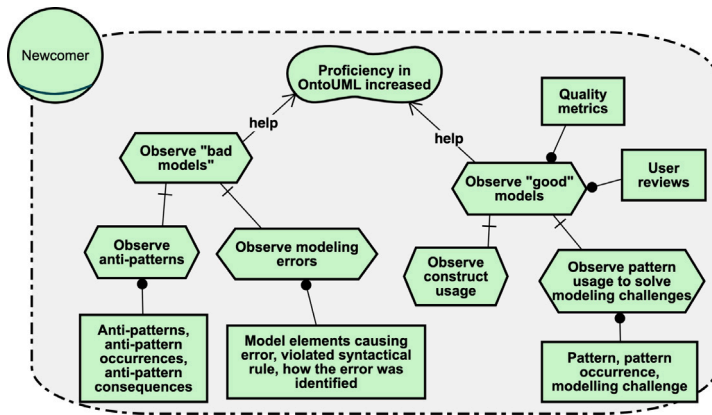 Newcomer
Proficiency in
OntoUML increased
Quality
metrics
help
help
Observe "bad
models"
User
reviews
Observe "good"
models
Observe
anti-patterns
Observe modeling
errors
Observe
construct
usage
Observe pattern
usage to solve
modeling challenges
Anti-patterns,
anti-pattern
occurrences,
anti-pattern
consequences
Model elements causing
error, violated syntactical
rule, how the error was
identified
Pattern, pattern
occurrence,
modelling challenge